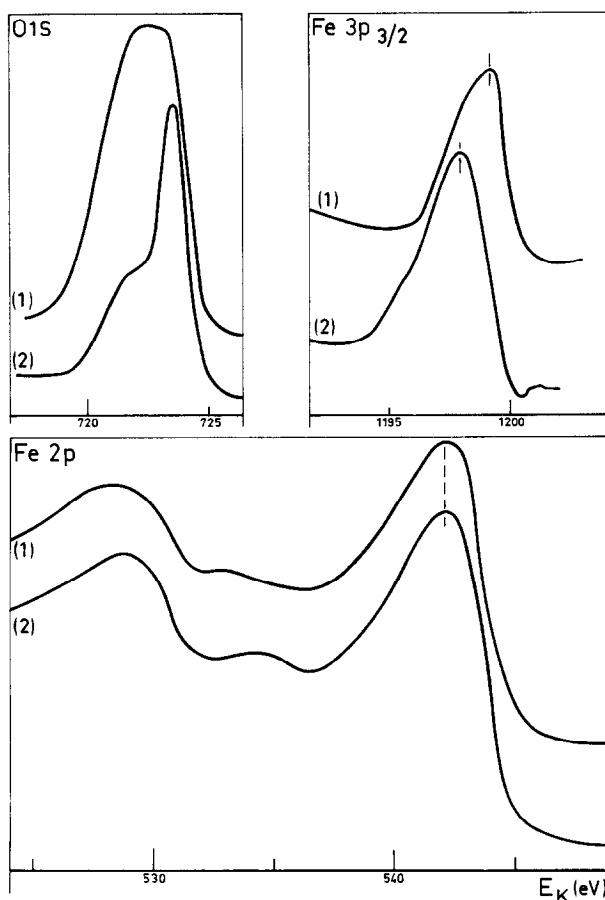 O1S
(1)
(2)
720 725
Fe 3p 3/2
(1)
(2)
1195 1200
Fe 2p
(1)
(2)
530 540 E_K (eV)